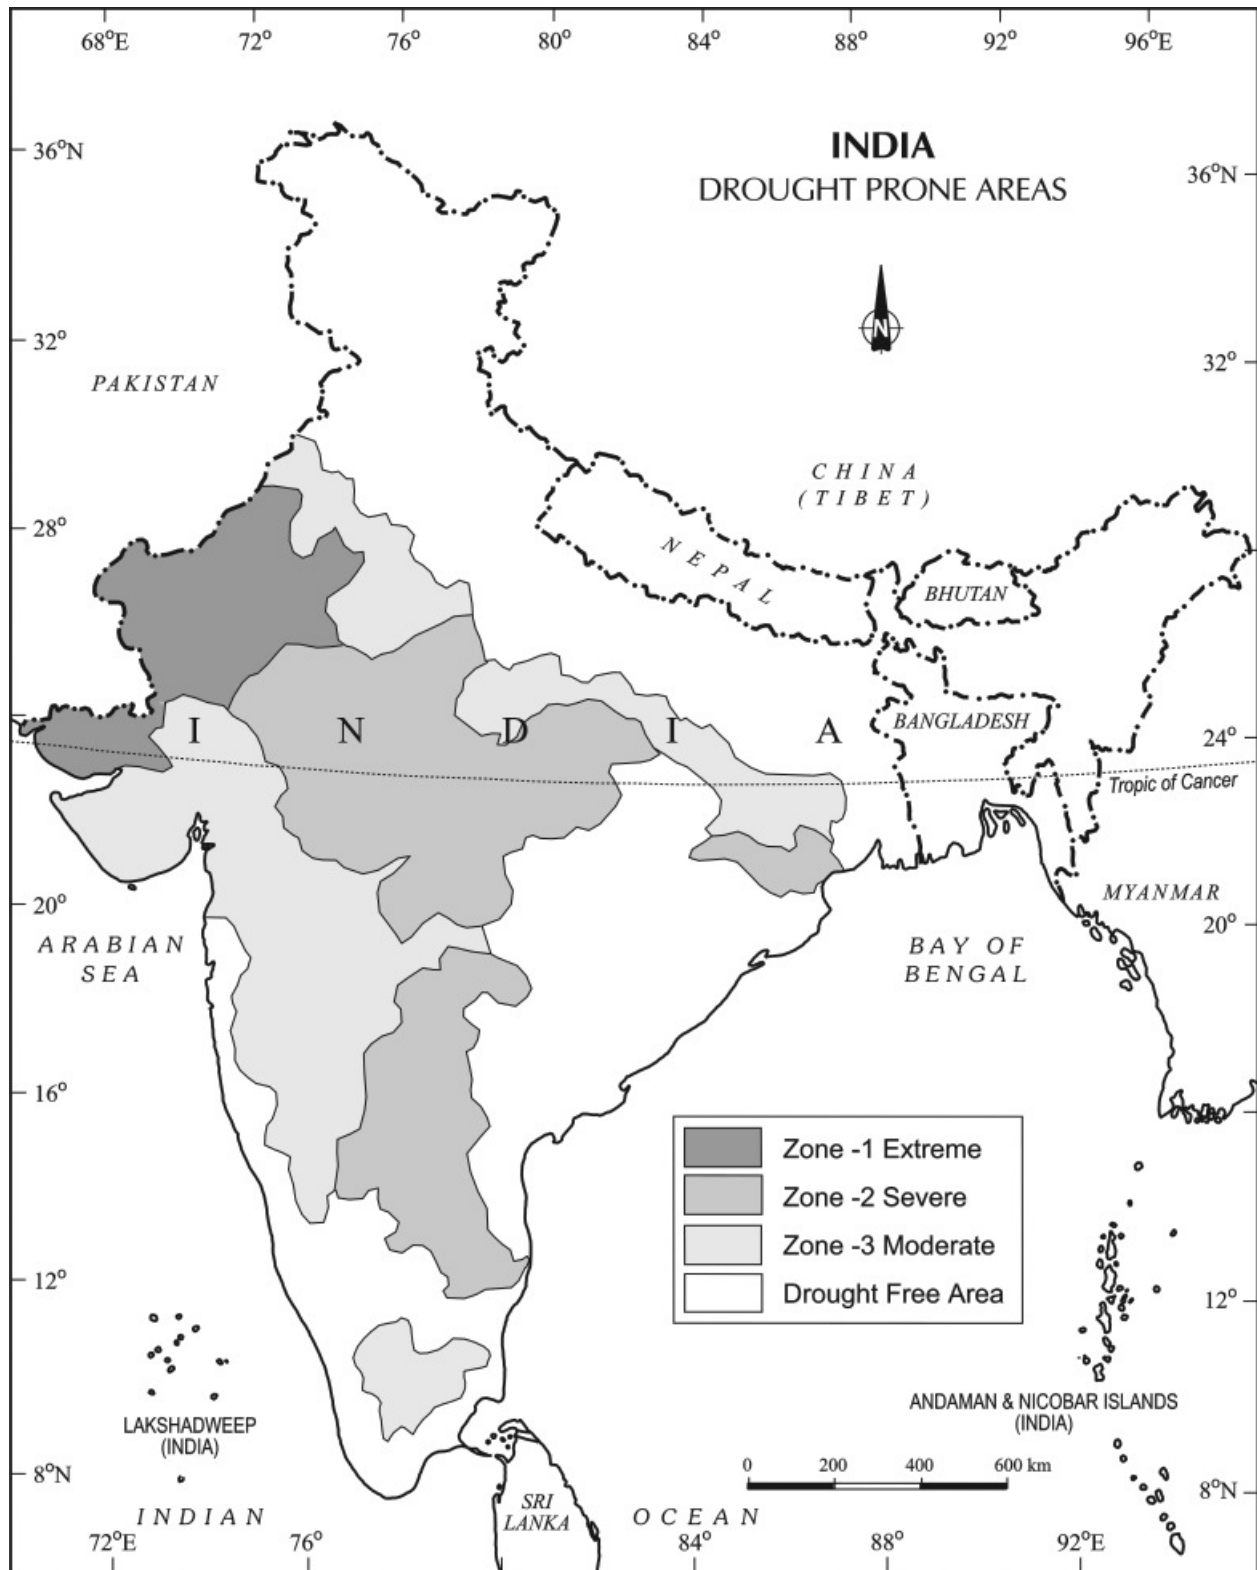 68°E 72° 76° 80° 84° 88° 92° 96°E
36°N
INDIA
DROUGHT PRONE AREAS
36°N
N
32°
32°
PAKISTAN
CHINA
(TIBET)
28°
NEPAL
BHUTAN
I N D I A
BANGLADESH
24°
Tropic of Cancer
20°
MYANMAR
20°
ARABIAN
SEA
BAY OF
BENGAL
16°
Zone -1 Extreme
Zone -2 Severe
Zone -3 Moderate
Drought Free Area
12°
12°
LAKSHADWEEP
(INDIA)
ANDAMAN & NICOBAR ISLANDS
(INDIA)
0 200 400 600 km
8°N
8°N
SRI
LANKA
INDIAN OCEAN
72°E 76° 84° 88° 92°E